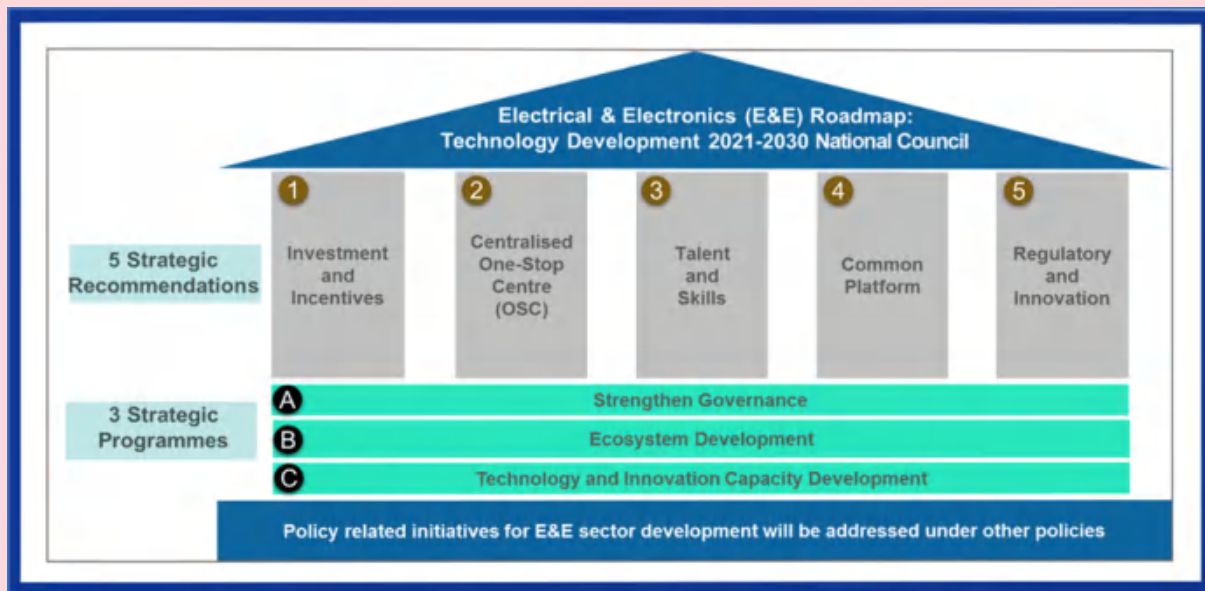 Electrical & Electronics (E&E) Roadmap:
Technology Development 2021-2030 National Council
5 Strategic
Recommendations
1
Investment
and
Incentives
2
Centralised
One-Stop
Centre
(OSC)
3
Talent
and
Skills
4
Common
Platform
5
Regulatory
and
Innovation
3 Strategic
Programmes
A Strengthen Governance
B Ecosystem Development
C Technology and Innovation Capacity Development
Policy related initiatives for E&E sector development will be addressed under other policies